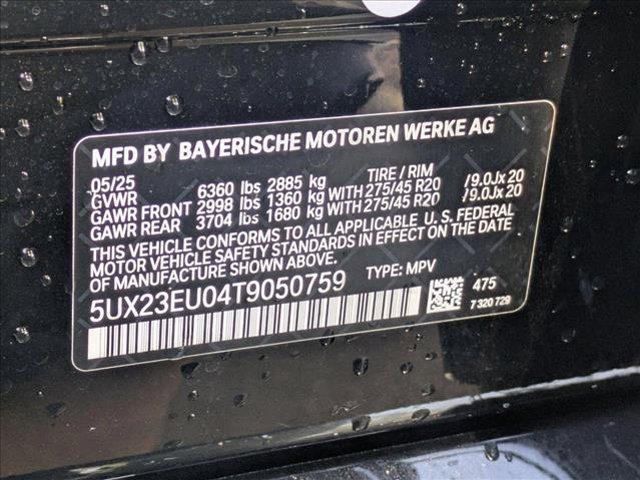 MFD BY BAYERISCHE MOTOREN WERKE AG
05/25 TIRE / RIM
GVWR 6360 lbs 2885 kg
GAWR FRONT 2998 lbs 1360 kg WITH 275/45 R20 /9.0Jx20
GAWR REAR 3704 lbs 1680 kg WITH 275/45 R20 /9.0Jx20
THIS VEHICLE CONFORMS TO ALL APPLICABLE U. S. FEDERAL
MOTOR VEHICLE SAFETY STANDARDS IN EFFECT ON THE DATE
OF MANUFACTURE SHOWN ABOVE.
5UX23EU04T9050759 TYPE: MPV
475
7 320 729